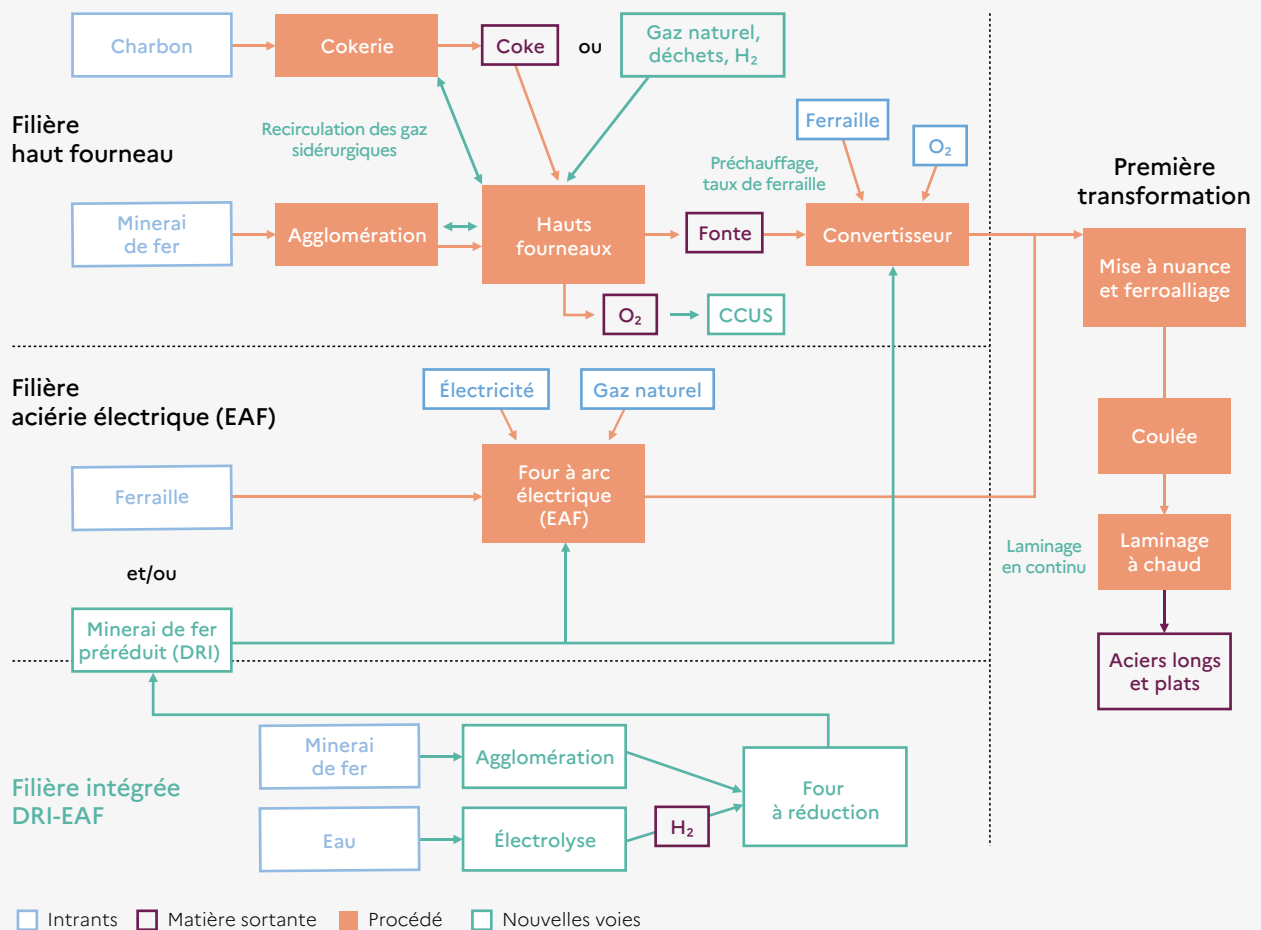 Charbon
Cokerie
Coke
ou
Gaz naturel,
déchets, H₂
Filière
haut fourneau
Recirculation des gaz
sidérurgiques
Ferraille
O₂
Préchauffage,
taux de ferraille
Première
transformation
Minerai
de fer
Agglomération
Hauts
fourneaux
Fonte
Convertisseur
Mise à nuance
et ferroalliage
O₂
CCUS
Filière
aciérie électrique (EAF)
Électricité
Gaz naturel
Coulée
Ferraille
Four à arc
électrique
(EAF)
Laminage
en continu
Laminage
à chaud
et/ou
Minerai de fer
préréduit (DRI)
Aciers longs
et plats
Filière intégrée
DRI-EAF
Minerai
de fer
Agglomération
Four
à réduction
Eau
Électrolyse
H₂
Intrants
Matière sortante
Procédé
Nouvelles voies